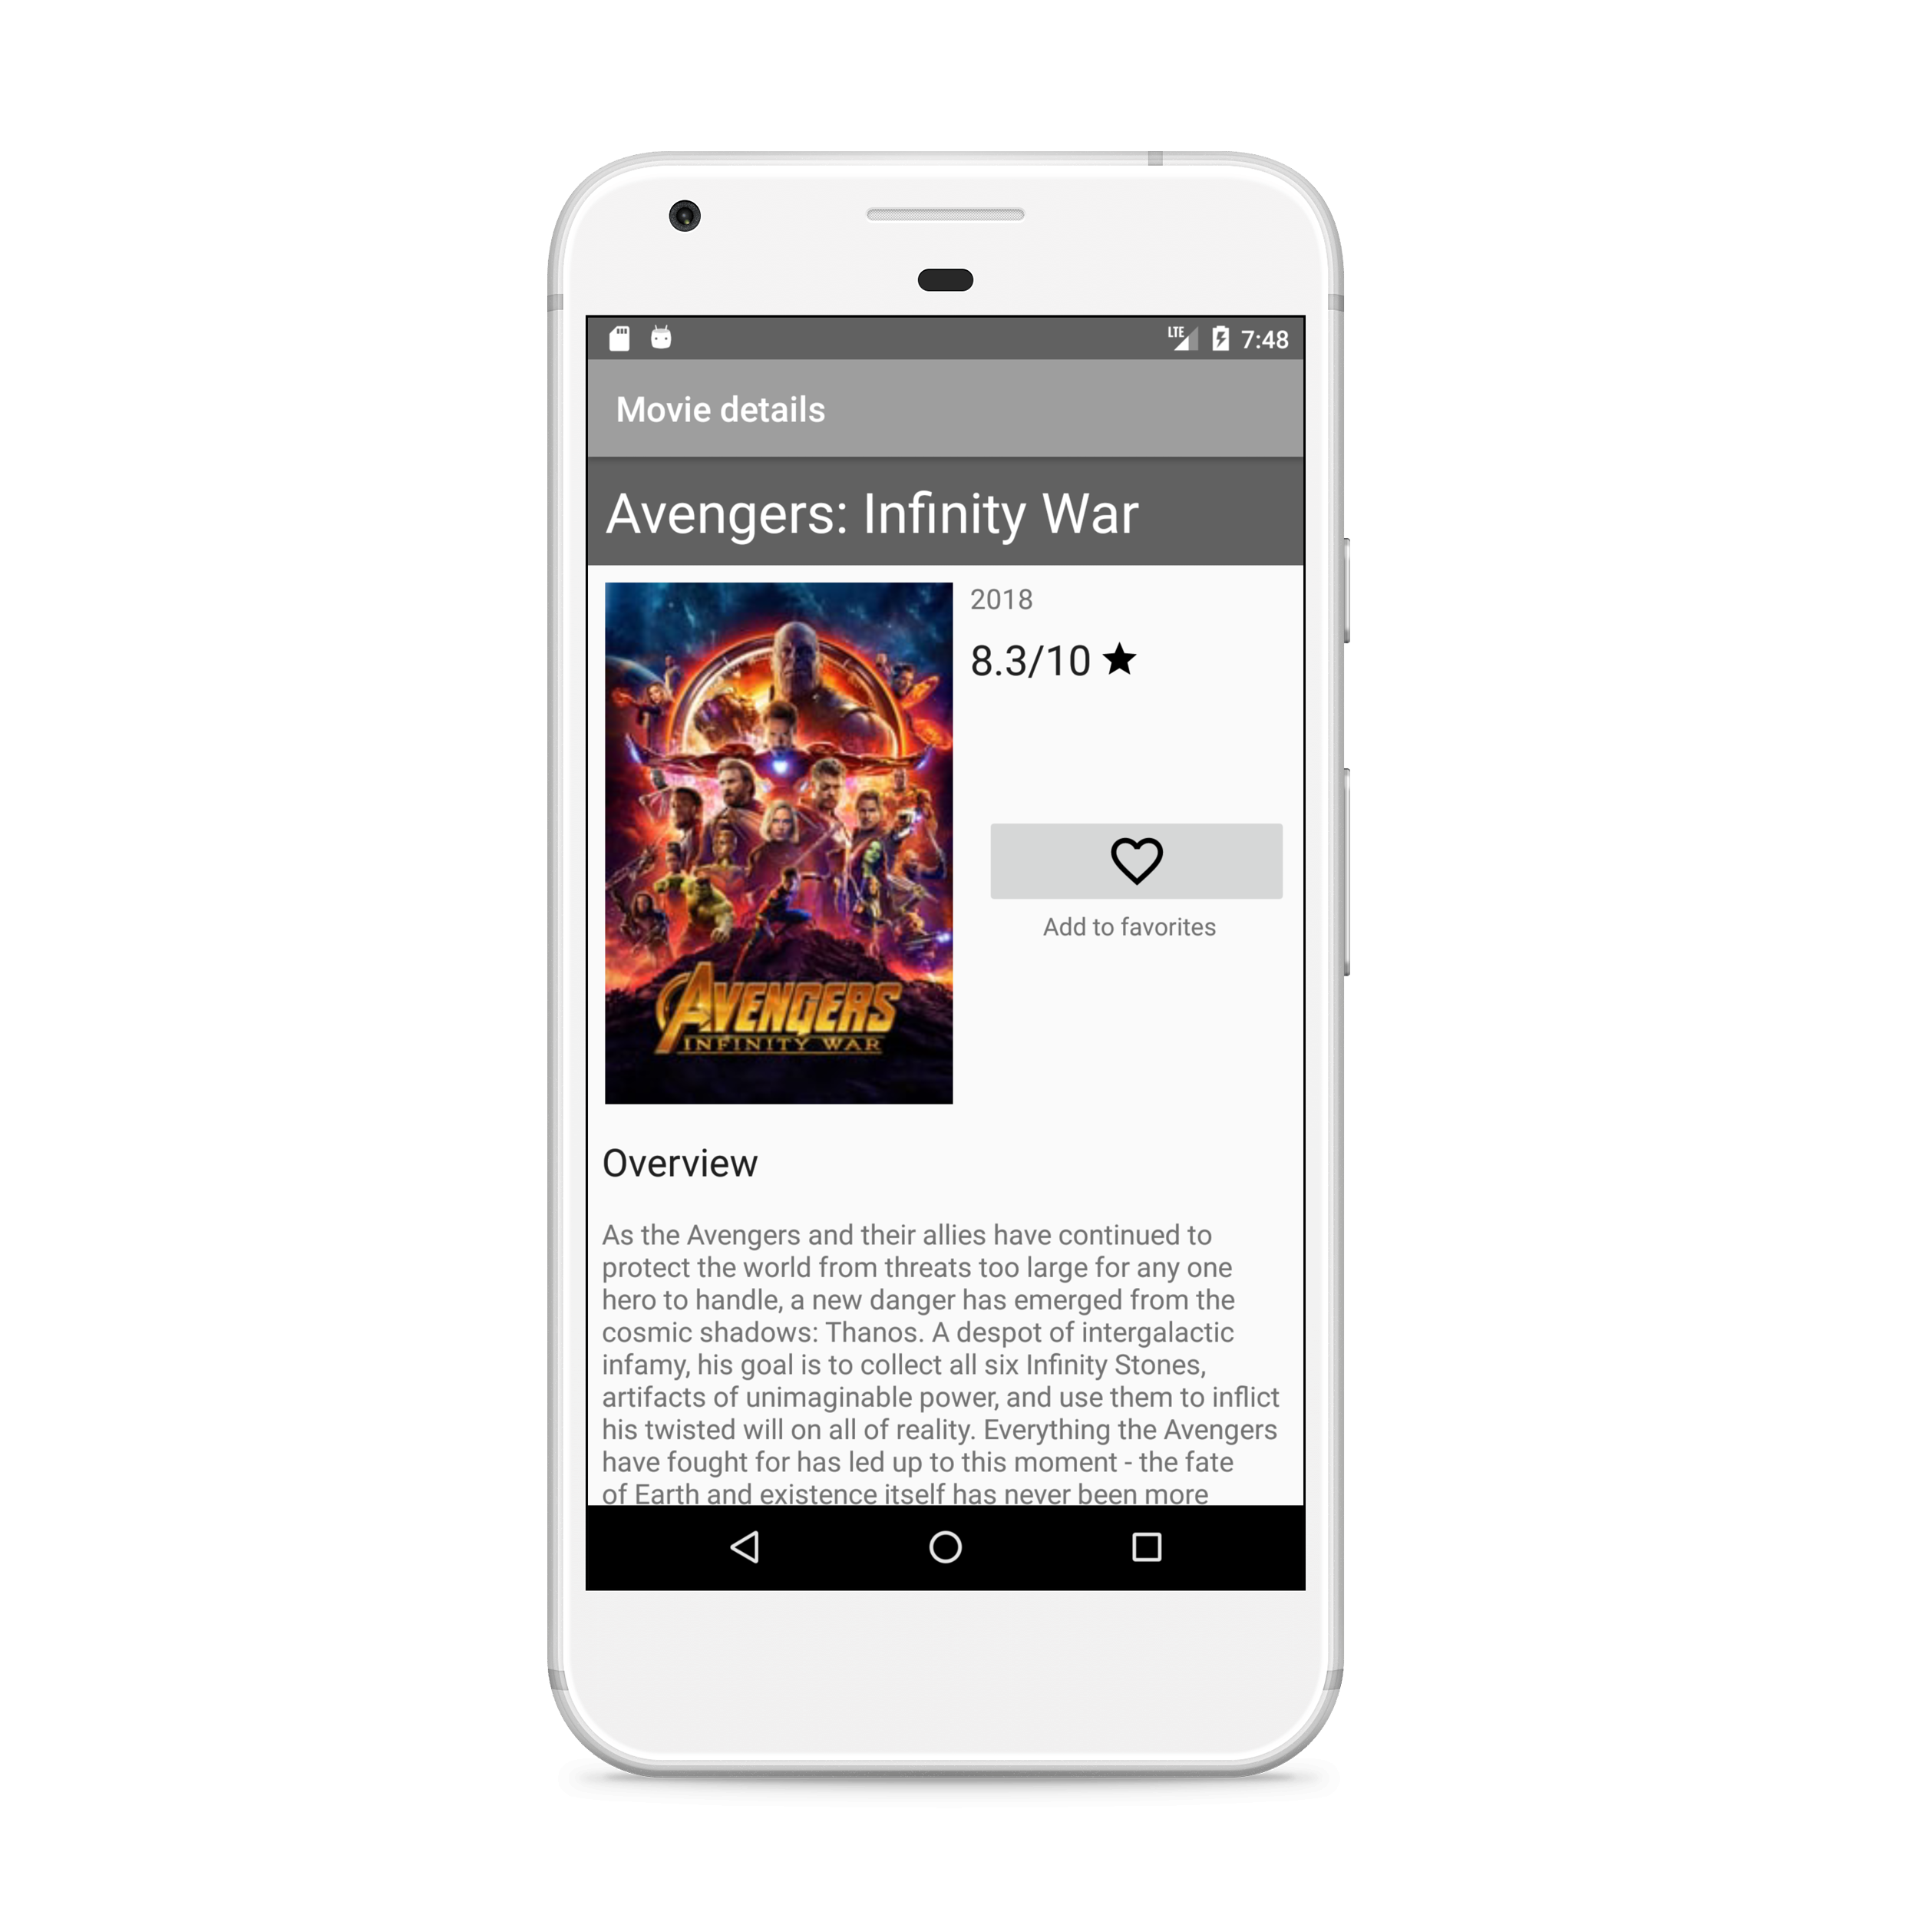 LTE 7:48
Movie details
Avengers: Infinity War
2018
8.3/10
Add to favorites
AVENGERS
INFINITY WAR
Overview
As the Avengers and their allies have continued to
protect the world from threats too large for any one
hero to handle, a new danger has emerged from the
cosmic shadows: Thanos. A despot of intergalactic
infamy, his goal is to collect all six Infinity Stones,
artifacts of unimaginable power, and use them to inflict
his twisted will on all of reality. Everything the Avengers
have fought for has led up to this moment - the fate
of Earth and existence itself has never been more